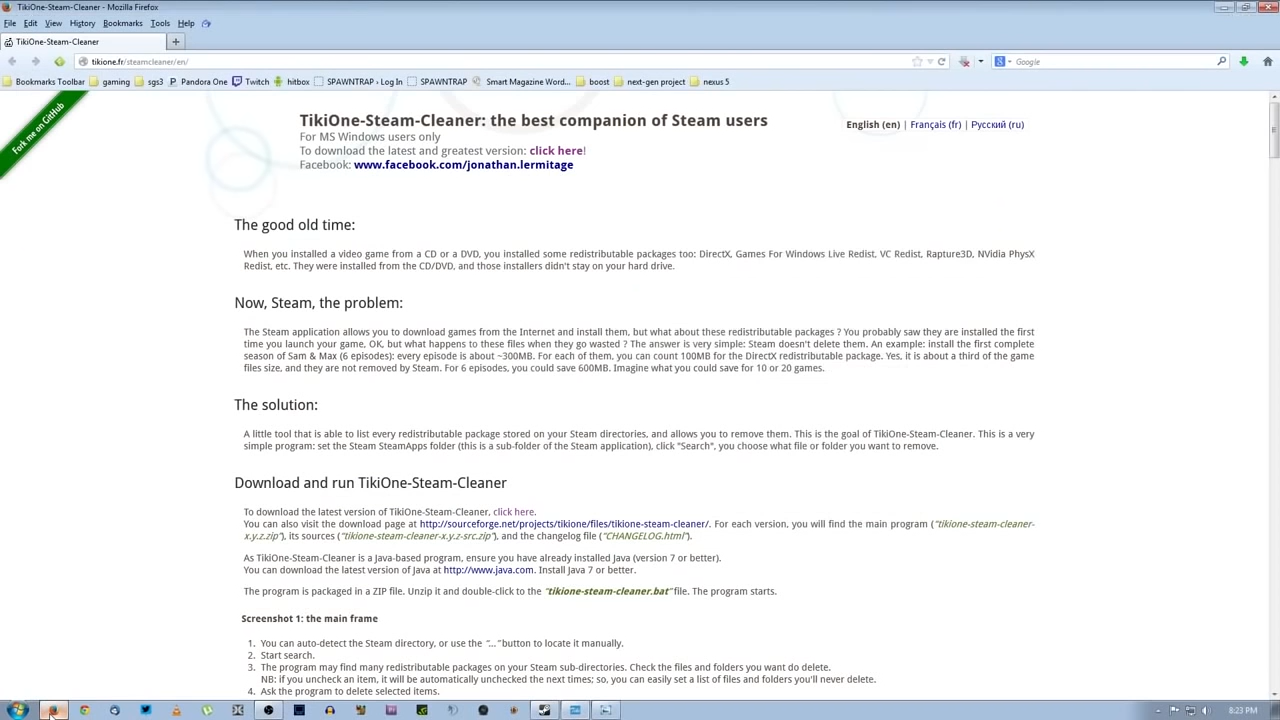 TikiOne-Steam-Cleaner - Mozilla Firefox
File Edit View History Bookmarks Tools Help
TikiOne-Steam-Cleaner
tikione.fr/steamcleaner/en/
Google
Bookmarks Toolbar gaming sgs3 Pandora One Twitch hitbox SPAWNTRAP › Log In SPAWNTRAP Smart Magazine Word... boost next-gen project nexus 5
Fork me on GitHub
TikiOne-Steam-Cleaner: the best companion of Steam users
English (en) | Français (fr) | Русский (ru)
For MS Windows users only
To download the latest and greatest version: click here!
Facebook: www.facebook.com/jonathan.lermitage
The good old time:
When you installed a video game from a CD or a DVD, you installed some redistributable packages too: DirectX, Games For Windows Live Redist, VC Redist, Rapture3D, NVidia PhysX
Redist, etc. They were installed from the CD/DVD, and those installers didn't stay on your hard drive.
Now, Steam, the problem:
The Steam application allows you to download games from the Internet and install them, but what about these redistributable packages ? You probably saw they are installed the first
time you launch your game, OK, but what happens to these files when they go wasted ? The answer is very simple: Steam doesn't delete them. An example: install the first complete
season of Sam & Max (6 episodes): every episode is about ~300MB. For each of them, you can count 100MB for the DirectX redistributable package. Yes, it is about a third of the game
files size, and they are not removed by Steam. For 6 episodes, you could save 600MB. Imagine what you could save for 10 or 20 games.
The solution:
A little tool that is able to list every redistributable package stored on your Steam directories, and allows you to remove them. This is the goal of TikiOne-Steam-Cleaner. This is a very
simple program: set the Steam SteamApps folder (this is a sub-folder of the Steam application), click "Search", you choose what file or folder you want to remove.
Download and run TikiOne-Steam-Cleaner
To download the latest version of TikiOne-Steam-Cleaner, click here.
You can also visit the download page at http://sourceforge.net/projects/tikione/files/tikione-steam-cleaner/. For each version, you will find the main program ("tikione-steam-cleaner-
x.y.z.zip"), its sources ("tikione-steam-cleaner-x.y.z-src.zip"), and the changelog file ("CHANGELOG.html").
As TikiOne-Steam-Cleaner is a Java-based program, ensure you have already installed Java (version 7 or better).
You can download the latest version of Java at http://www.java.com. Install Java 7 or better.
The program is packaged in a ZIP file. Unzip it and double-click to the "tikione-steam-cleaner.bat" file. The program starts.
Screenshot 1: the main frame
1. You can auto-detect the Steam directory, or use the "..." button to locate it manually.
2. Start search.
3. The program may find many redistributable packages on your Steam sub-directories. Check the files and folders you want do delete.
NB: if you uncheck an item, it will be automatically unchecked the next times; so, you can easily set a list of files and folders you'll never delete.
4. Ask the program to delete selected items.
8:23 PM